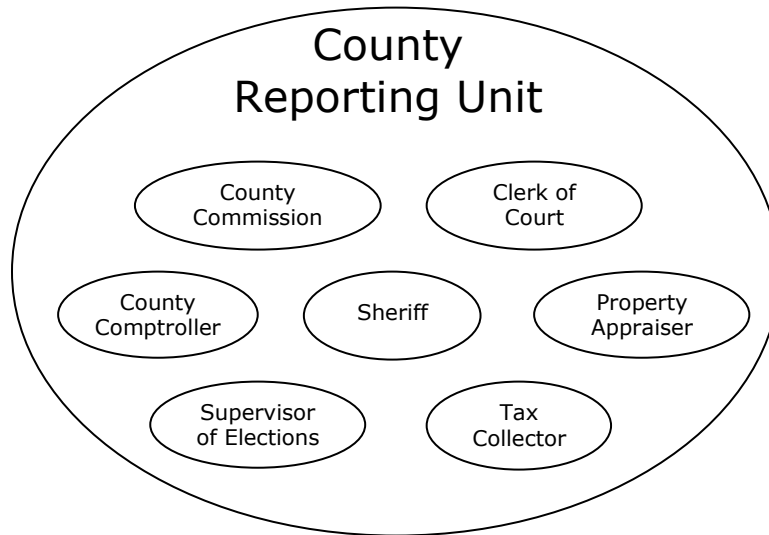 County
Reporting Unit
County
Commission
Clerk of
Court
County
Comptroller
Sheriff
Property
Appraiser
Supervisor
of Elections
Tax
Collector